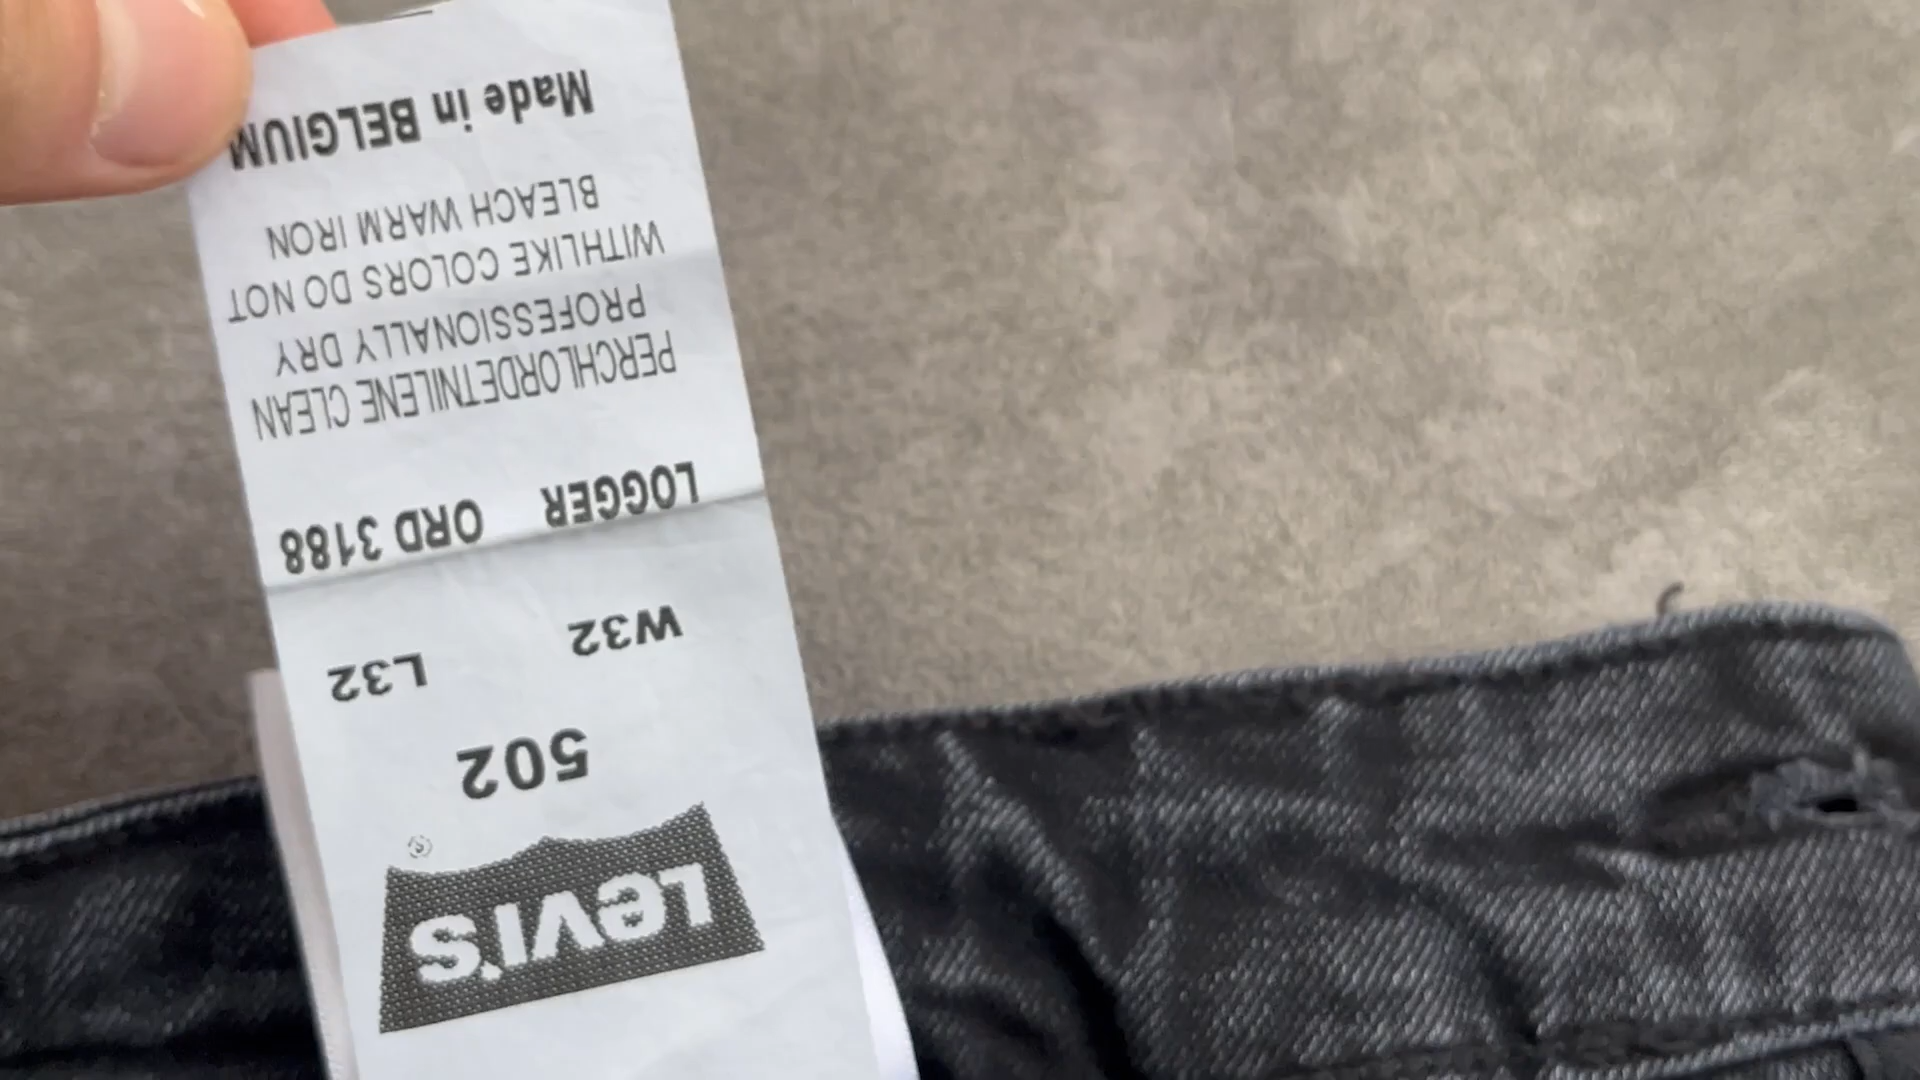 Levi's
502
W32 L32
LOGGER ORD 3188
PERCHLORDETNILENE CLEAN
PROFESSIONALLY DRY
WITHLIKE COLORS DO NOT
BLEACH WARM IRON
Made in BELGIUM